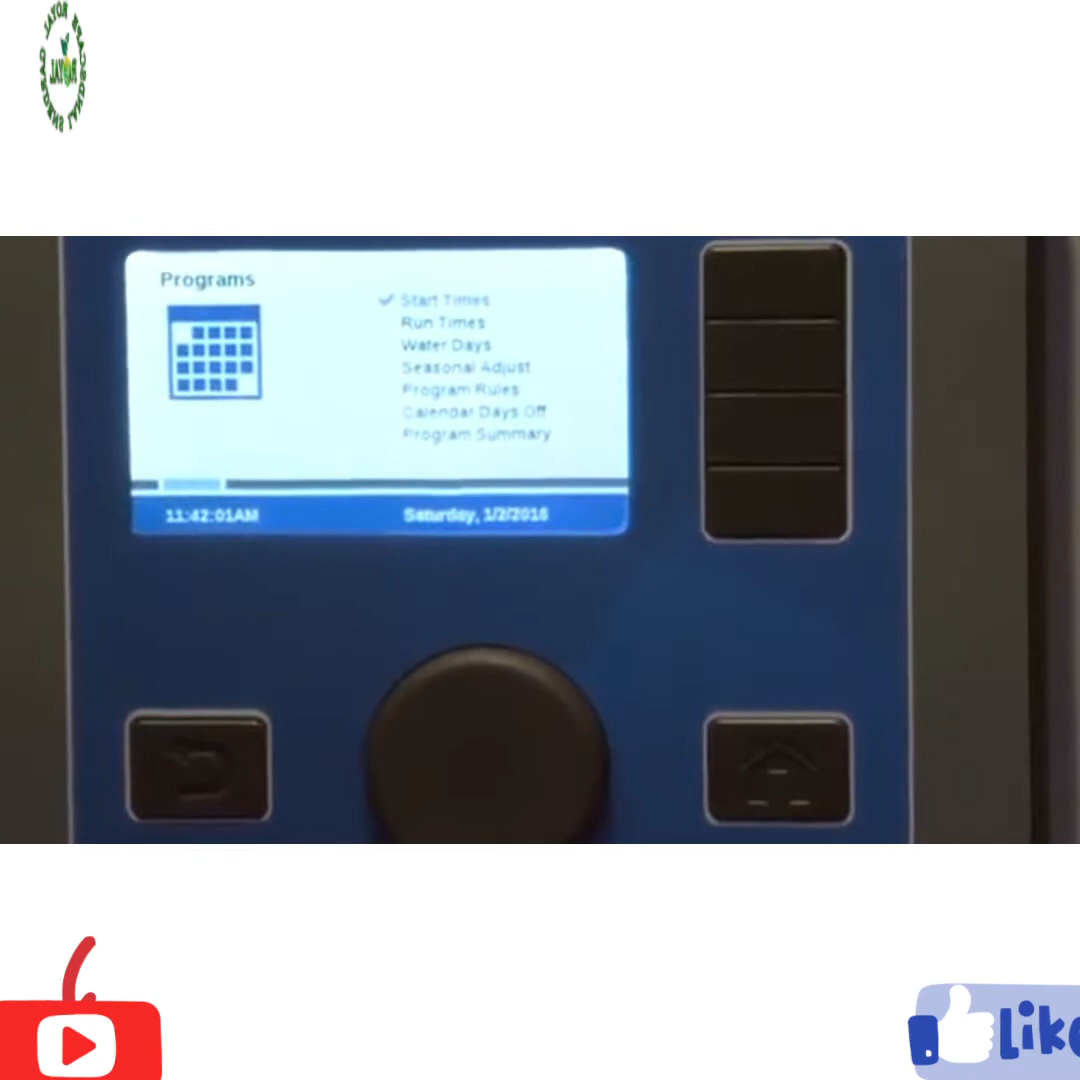 Programs
Start Times
Run Times
Water Days
Seasonal Adjust
Program Rules
Calendar Days Off
Program Summary
11:42:01AM
Saturday, 1/2/2016
Like